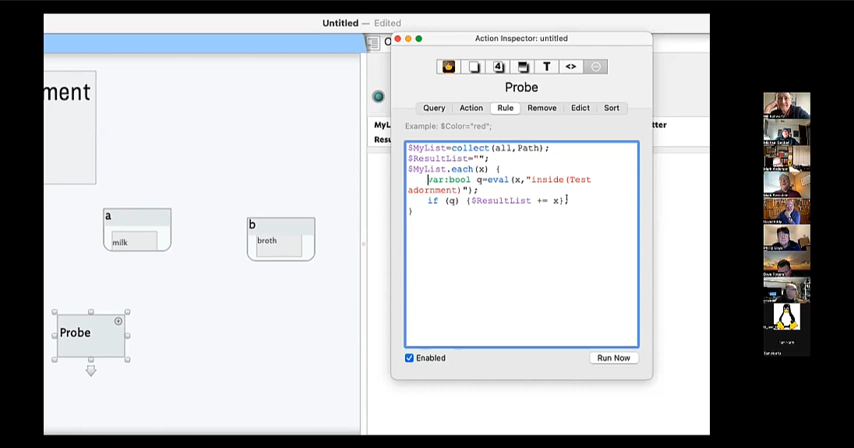 Untitled — Edited
Action Inspector: untitled
ment
4
T
<>
Probe
Query
Action
Rule
Remove
Edict
Sort
Example: $Color="red";
MyL
tter
Resu
$MyList=collect(all,Path);
$ResultList="";
$MyList.each(x) {
var:bool q=eval(x,"inside(Test
adornment)");
if (q) {$ResultList += x}
}
a
milk
b
broth
Probe
Enabled
Run Now